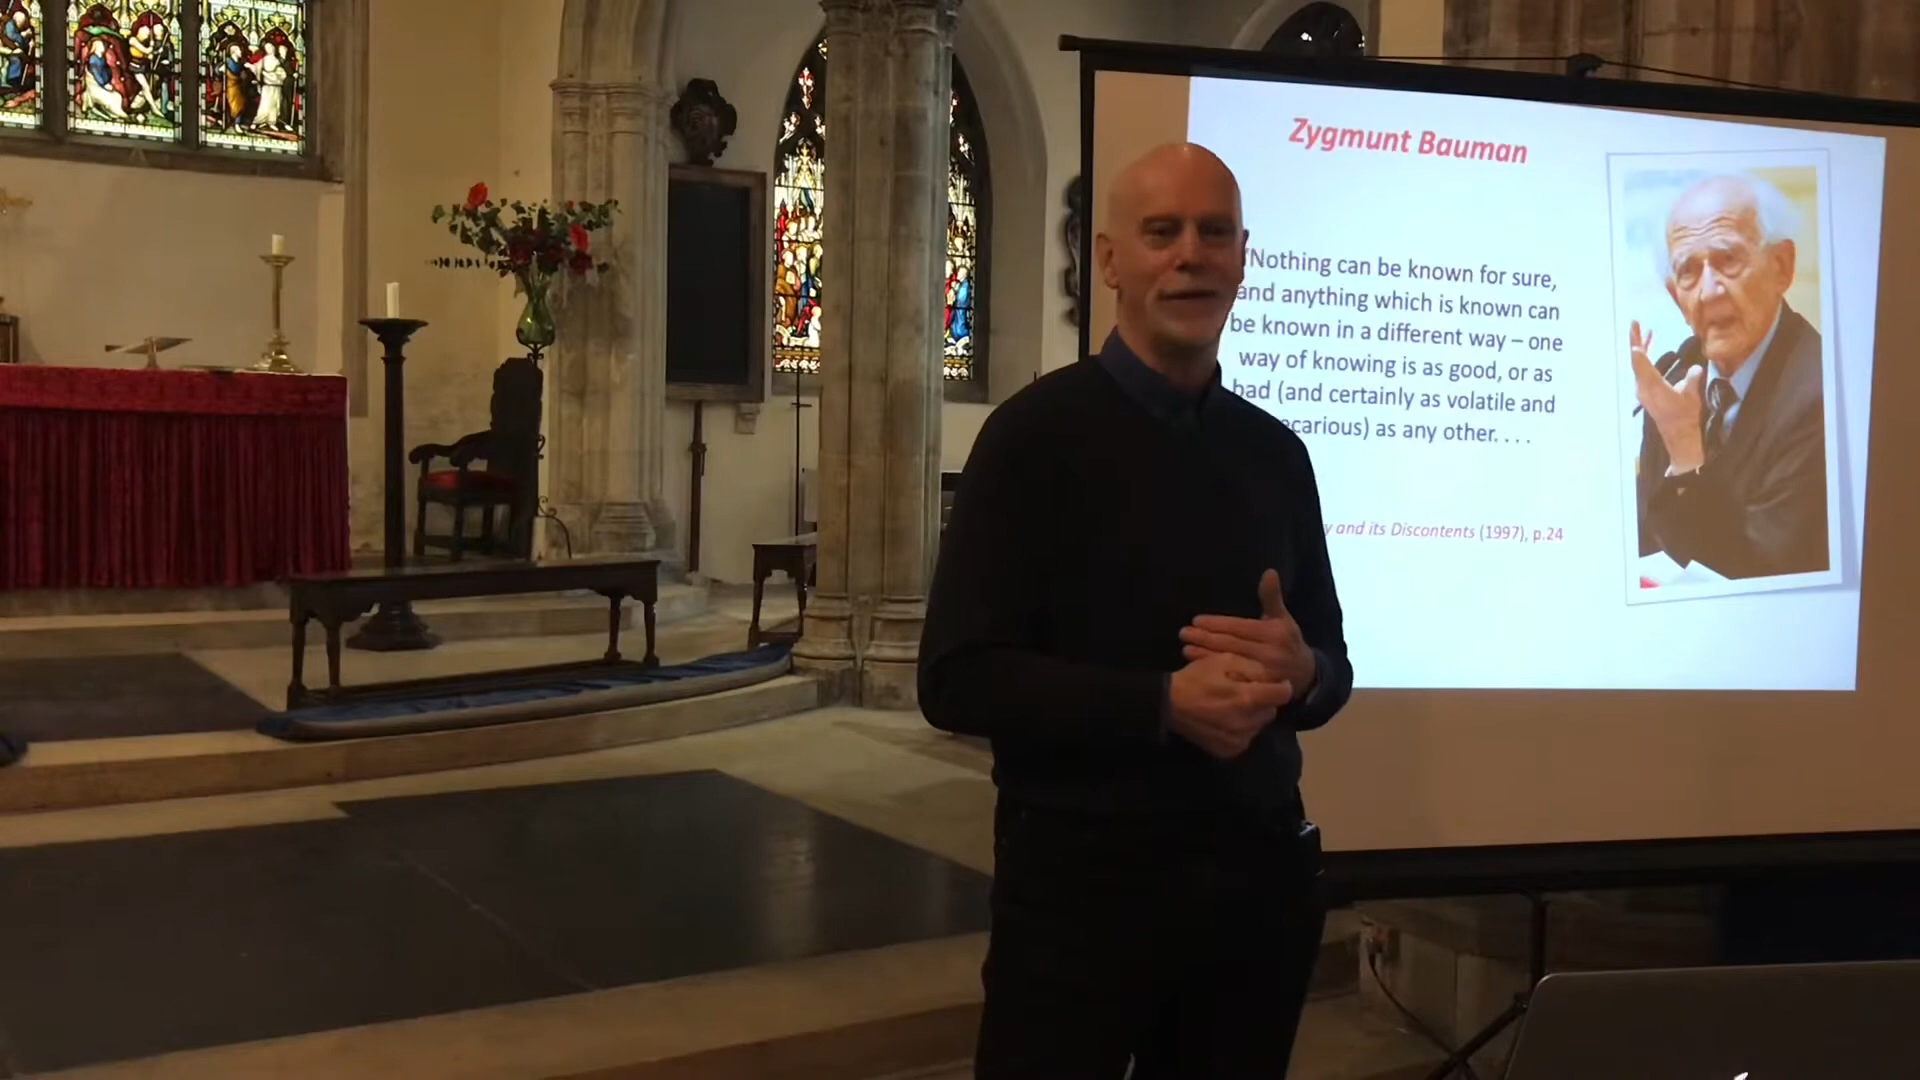 Zygmunt Bauman
"Nothing can be known for sure,
and anything which is known can
be known in a different way – one
way of knowing is as good, or as
bad (and certainly as volatile and
ecarious) as any other. . . .
y and its Discontents (1997), p.24